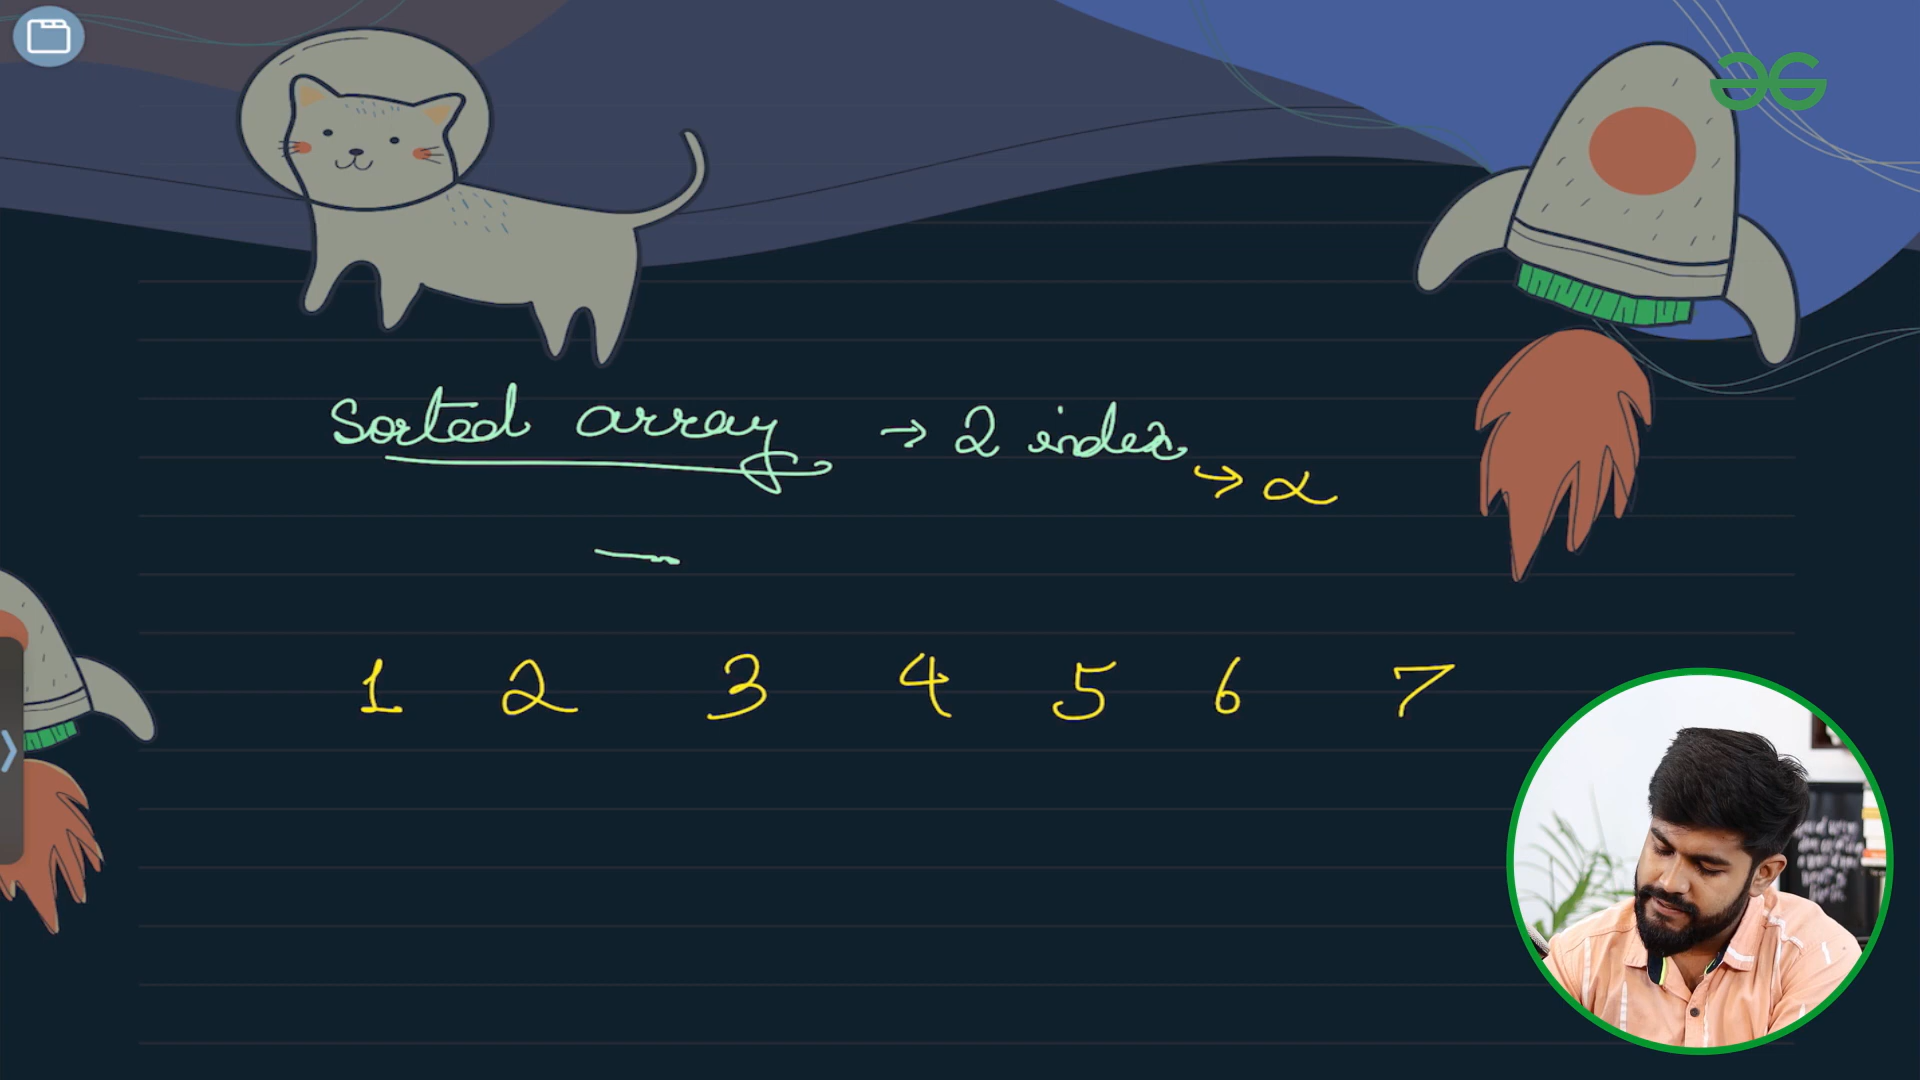 Sorted array → 2 index
→ α
1 2 3 4 5 6 7